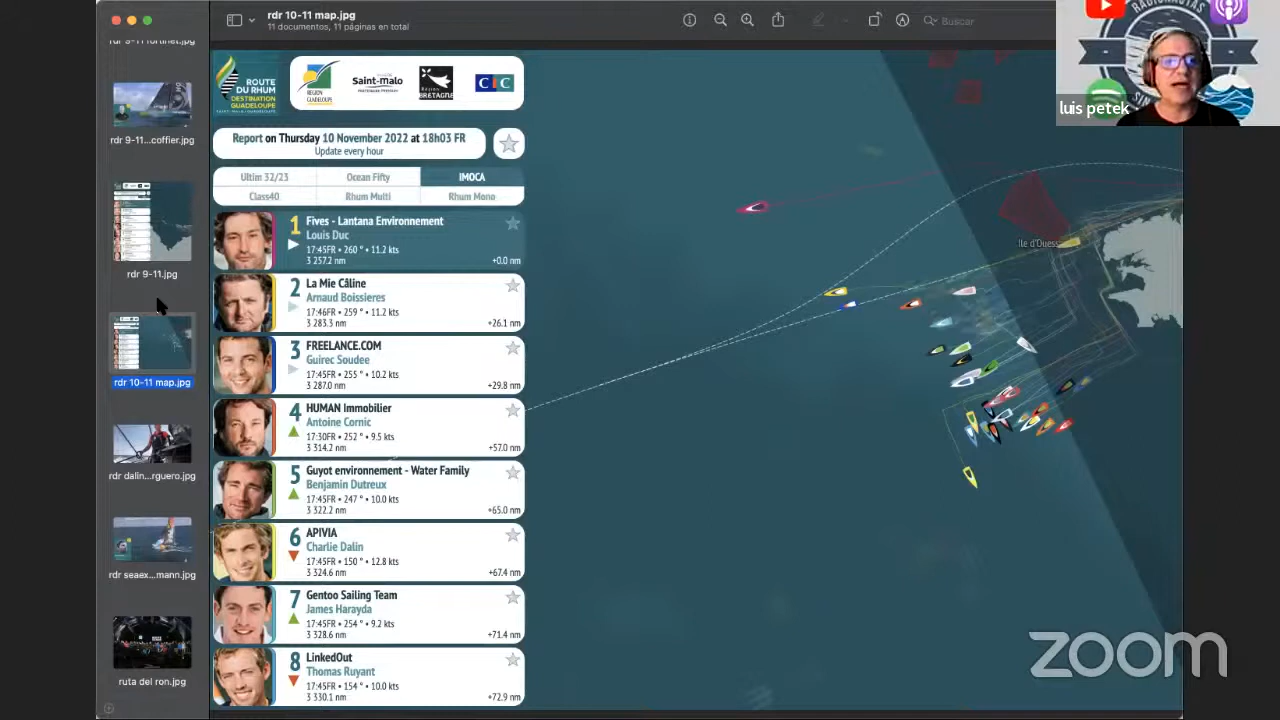 rdr 9-11 fortinet.jpg
rdr 10-11 map.jpg
11 documentos, 11 páginas en total
Buscar
RADIONAUTAS
luis petek
rdr 9-11...coffier.jpg
rdr 9-11.jpg
rdr 10-11 map.jpg
rdr dalin...rguero.jpg
rdr seaex...mann.jpg
ruta del ron.jpg
ROUTE
DU RHUM
DESTINATION
GUADELOUPE
REGION
GUADELOUPE
Saint-malo
Région
BRETAGNE
CIC
Report on Thursday 10 November 2022 at 18h03 FR
Update every hour
Ultim 32/23
Ocean Fifty
IMOCA
Class40
Rhum Multi
Rhum Mono
1 Fives - Lantana Environnement
Louis Duc
17:45FR • 260 ° • 11.2 kts
3 257.2 nm +0.0 nm
2 La Mie Câline
Arnaud Boissieres
17:46FR • 259 ° • 11.2 kts
3 283.3 nm +26.1 nm
3 FREELANCE.COM
Guirec Soudee
17:45FR • 255 ° • 10.2 kts
3 287.0 nm +29.8 nm
4 HUMAN Immobilier
Antoine Cornic
17:30FR • 252 ° • 9.5 kts
3 314.2 nm +57.0 nm
5 Guyot environnement - Water Family
Benjamin Dutreux
17:45FR • 247 ° • 10.0 kts
3 322.2 nm +65.0 nm
6 APIVIA
Charlie Dalin
17:45FR • 150 ° • 12.8 kts
3 324.6 nm +67.4 nm
7 Gentoo Sailing Team
James Harayda
17:45FR • 254 ° • 9.2 kts
3 328.6 nm +71.4 nm
8 LinkedOut
Thomas Ruyant
17:45FR • 154 ° • 10.0 kts
3 330.1 nm +72.9 nm
Ile d'Ouess
zoom